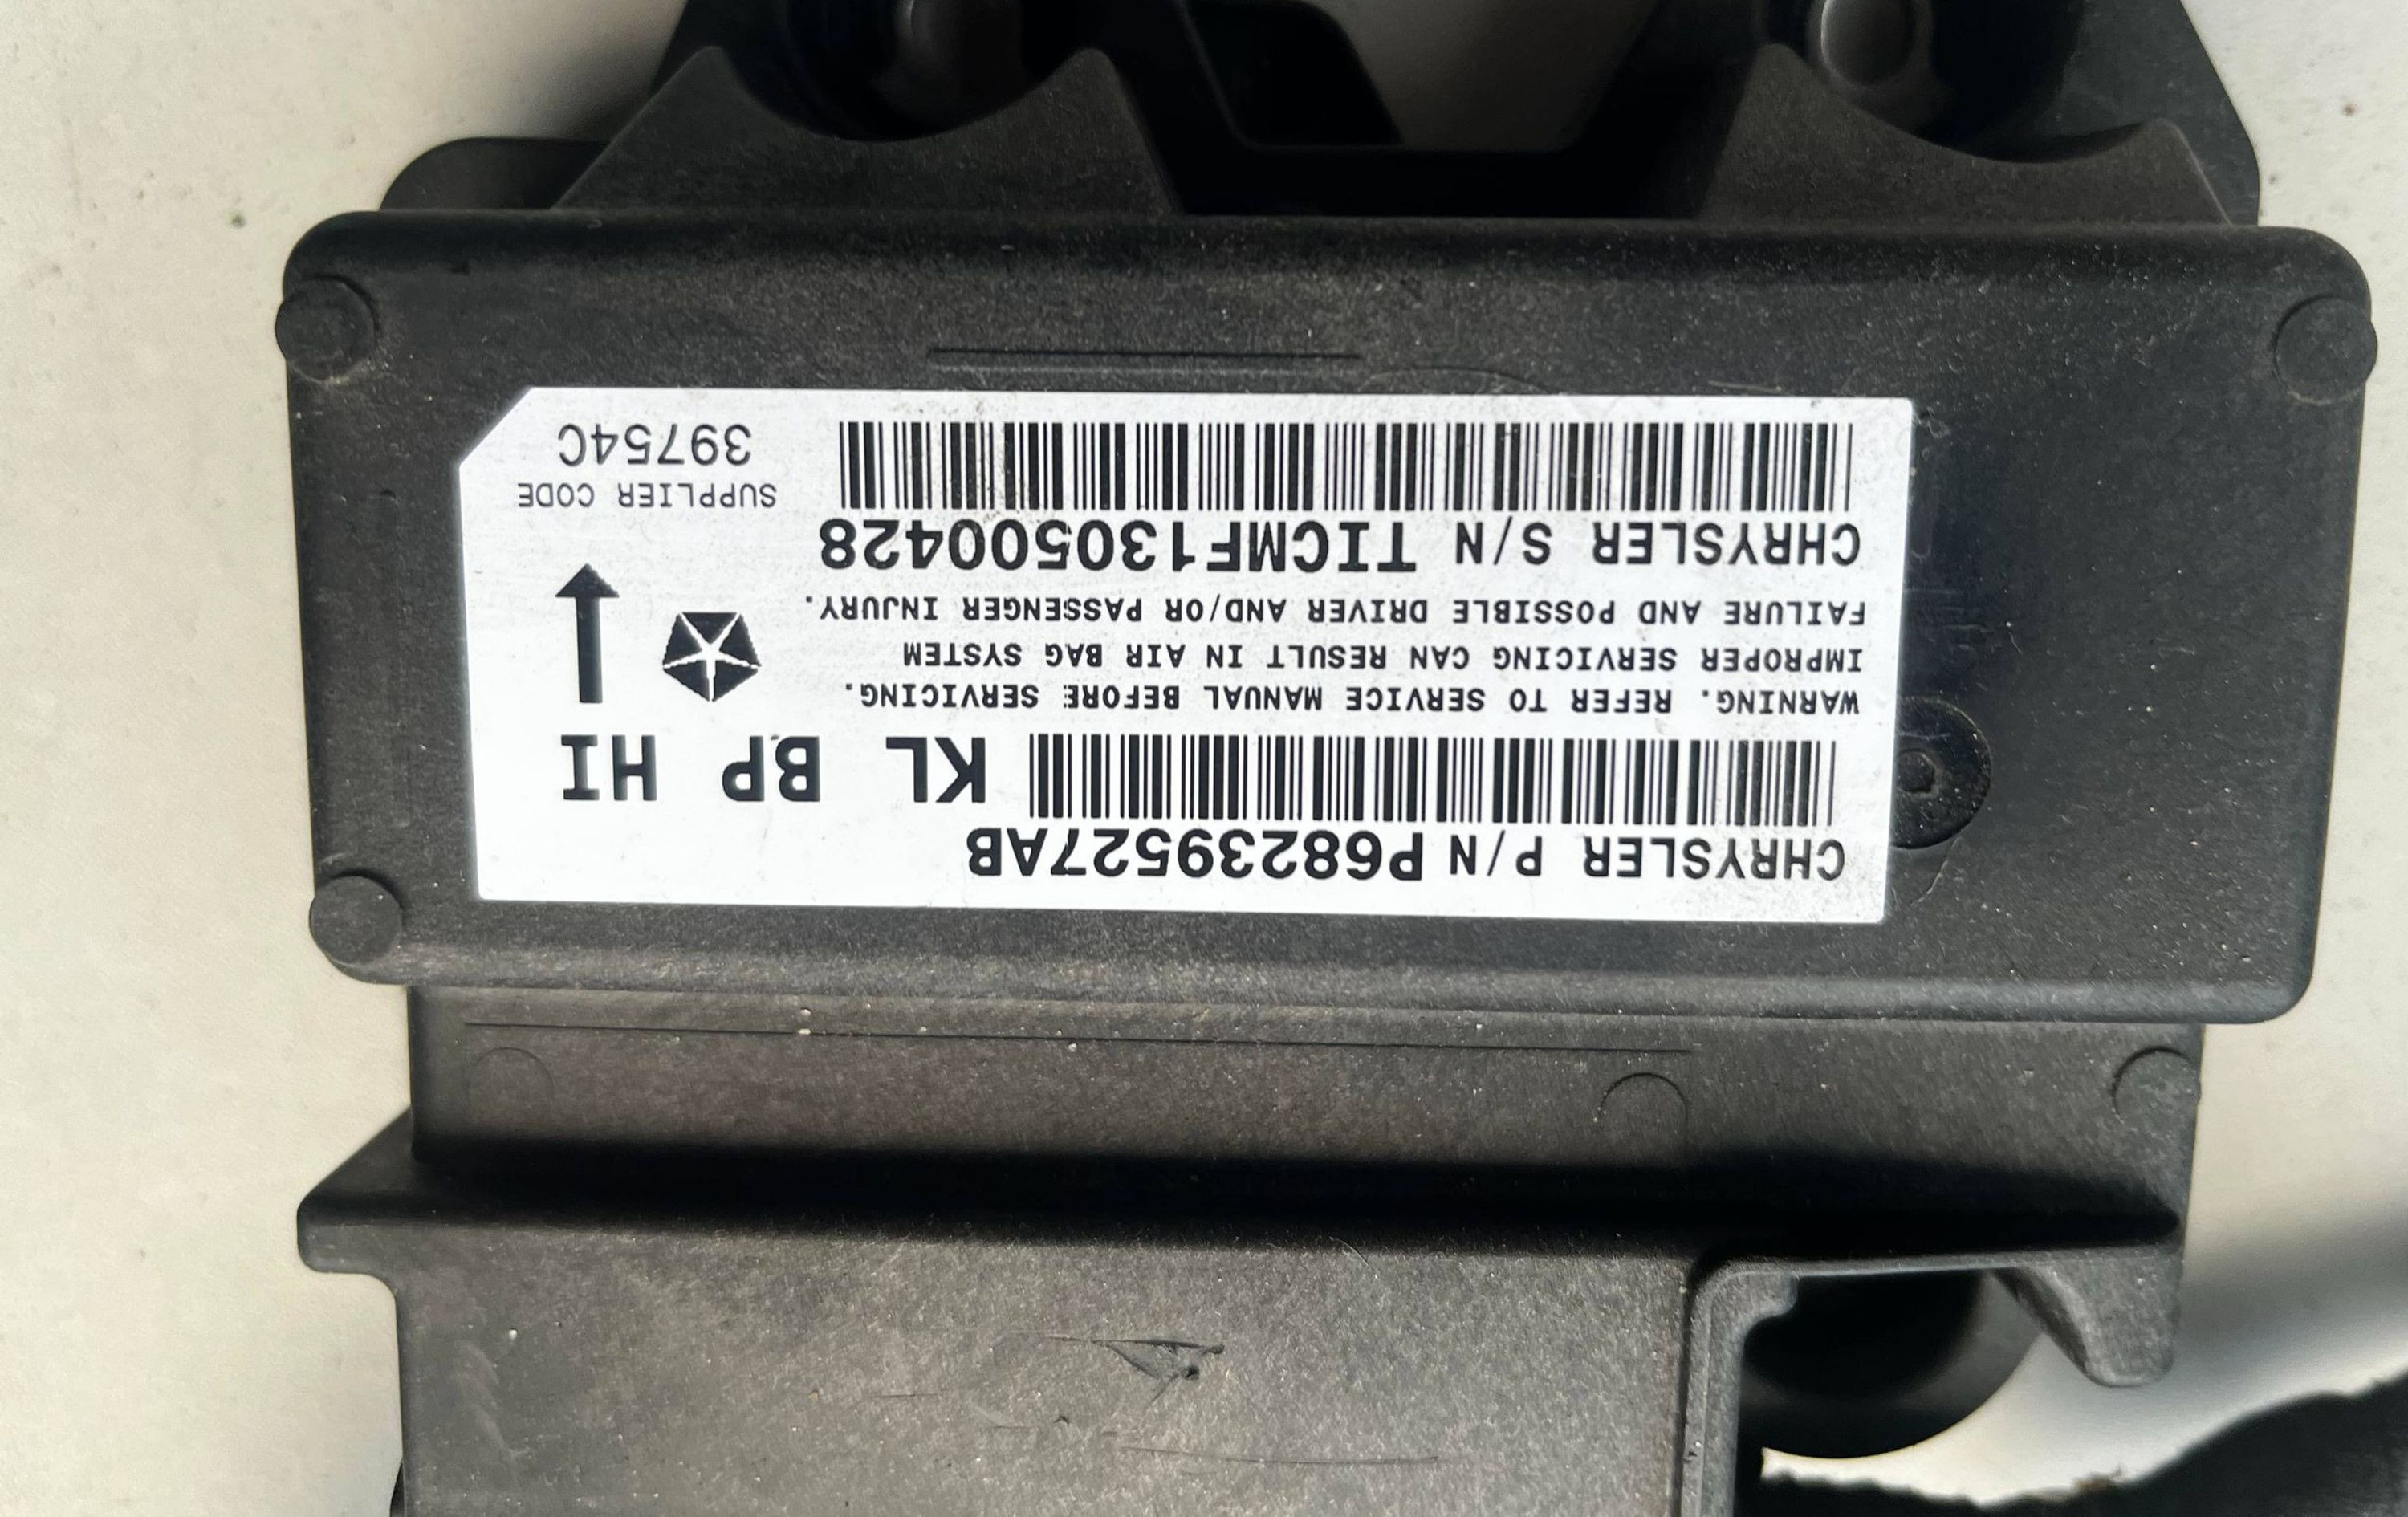 CHRYSLER P/N P68239527AB
KL BP HI
WARNING. REFER TO SERVICE MANUAL BEFORE SERVICING.
IMPROPER SERVICING CAN RESULT IN AIR BAG SYSTEM
FAILURE AND POSSIBLE DRIVER AND/OR PASSENGER INJURY.
CHRYSLER S/N TICMF130500428
SUPPLIER CODE
39754C